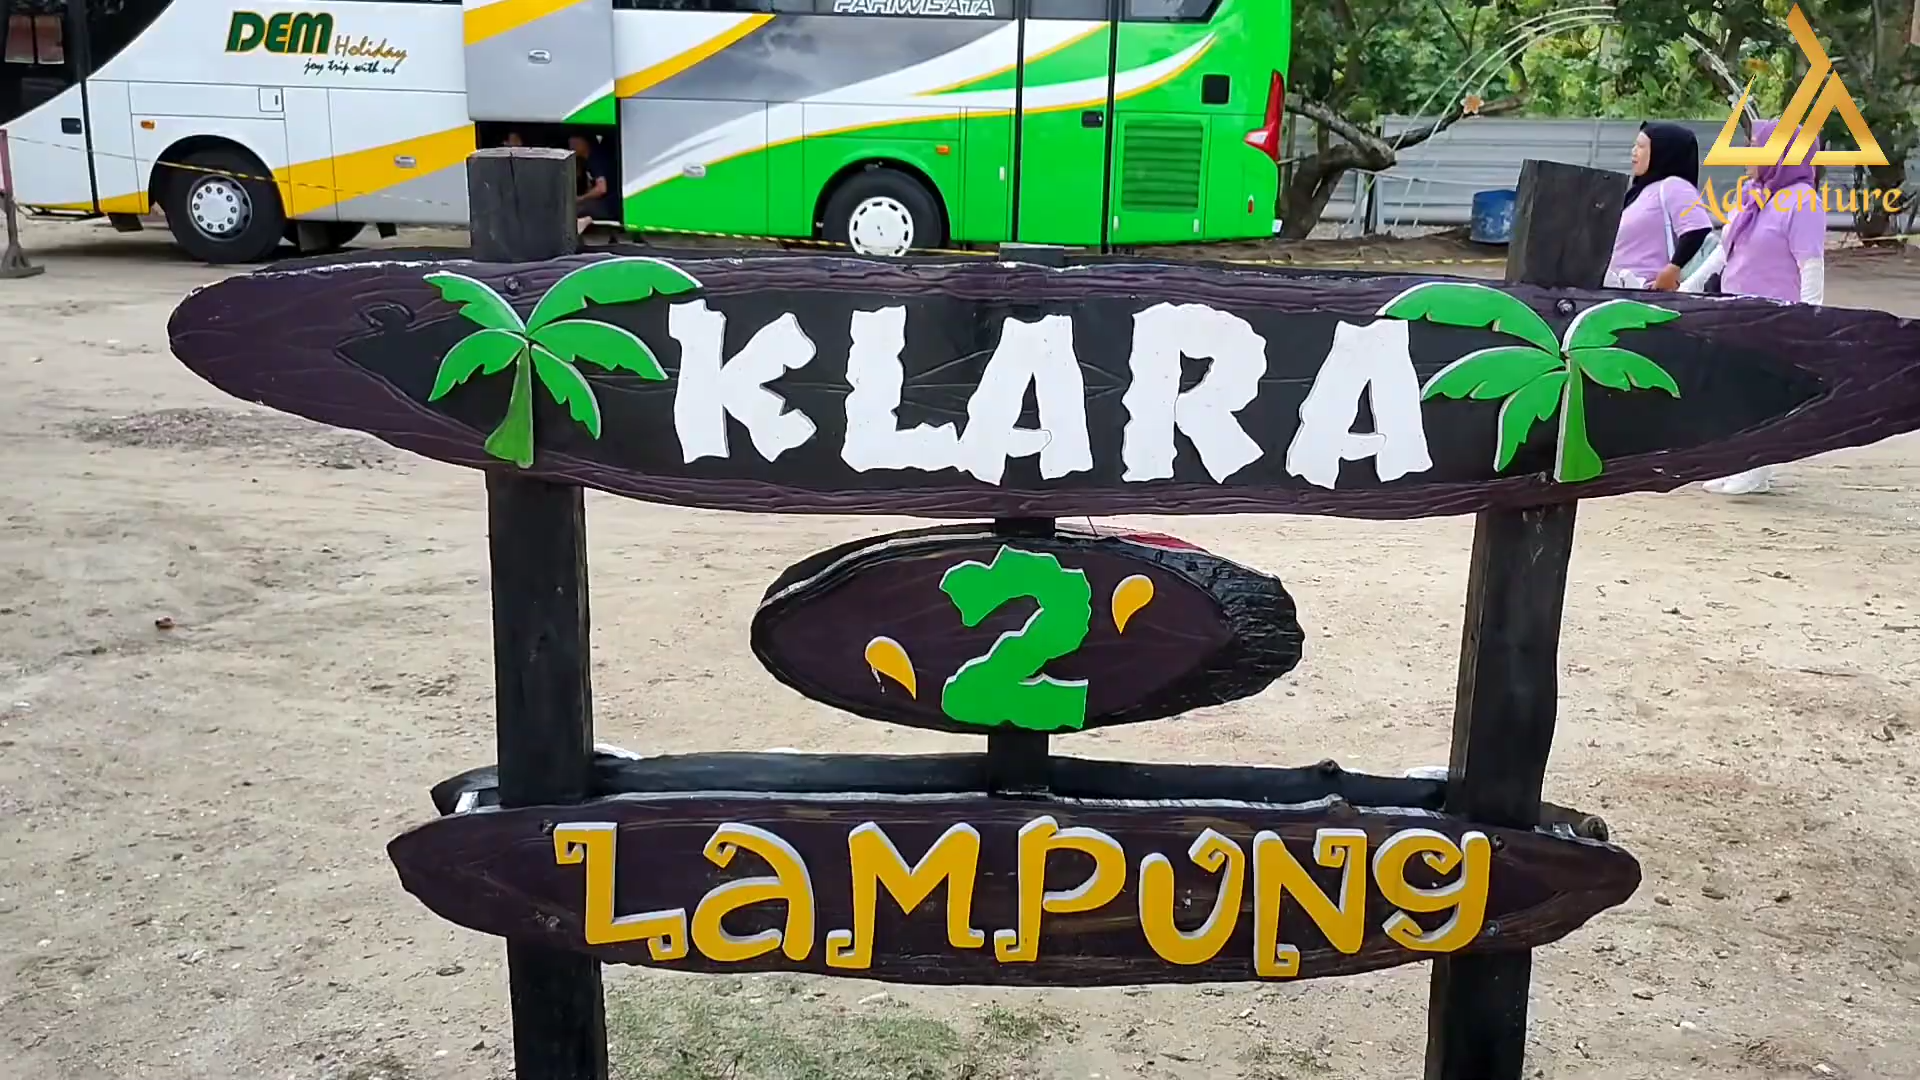 PARIWISATA
DEM Holiday
joy trip with us
Adventure
KLARA
2
LAMPUNG